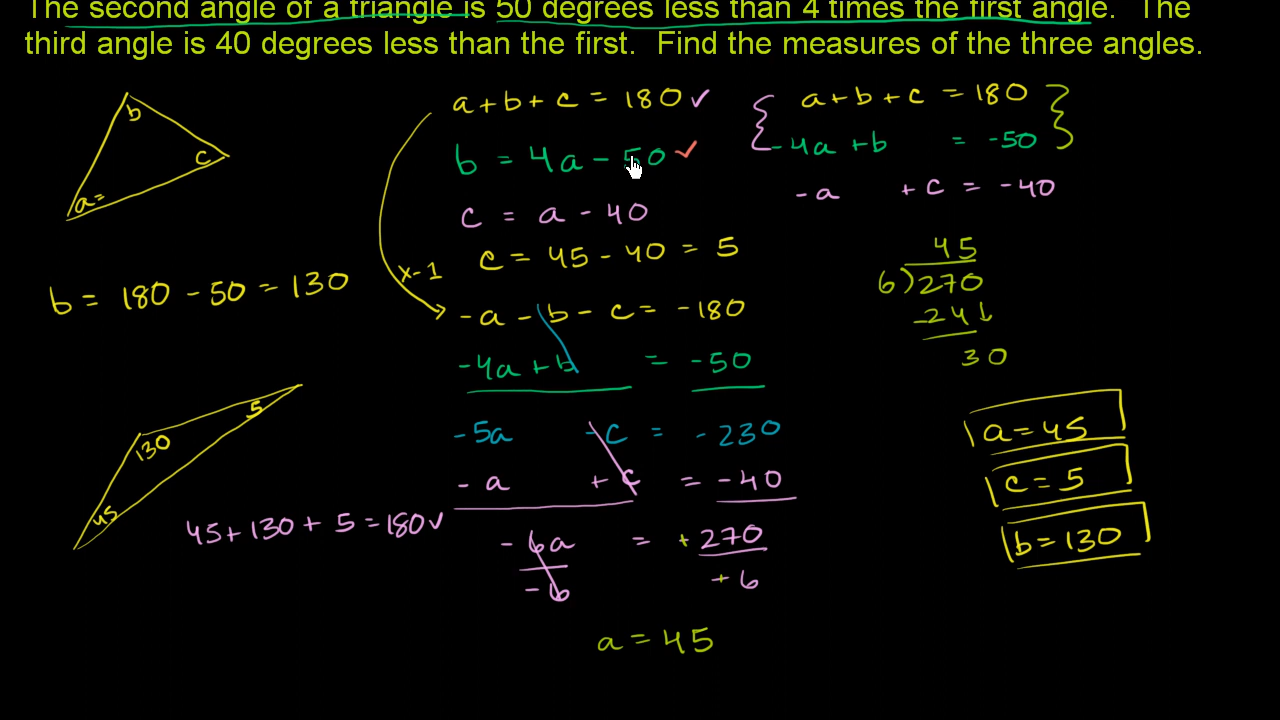 The second angle of a triangle is 50 degrees less than 4 times the first angle. The
third angle is 40 degrees less than the first. Find the measures of the three angles.
b
c
a=
a+b+c = 180 ✓
b = 4a - 50 ✓
c = a - 40
c = 45 - 40 = 5
{ a+b+c = 180 }
-4a + b = -50
-a + c = -40
b = 180 - 50 = 130
x-1
-a - b - c = -180
-4a + b = -50
-5a - c = -230
-a + c = -40
-6a = +270
-6 +6
a = 45
45
6)270
-24↓
30
130
5
45
45 + 130 + 5 = 180 ✓
a = 45
c = 5
b = 130